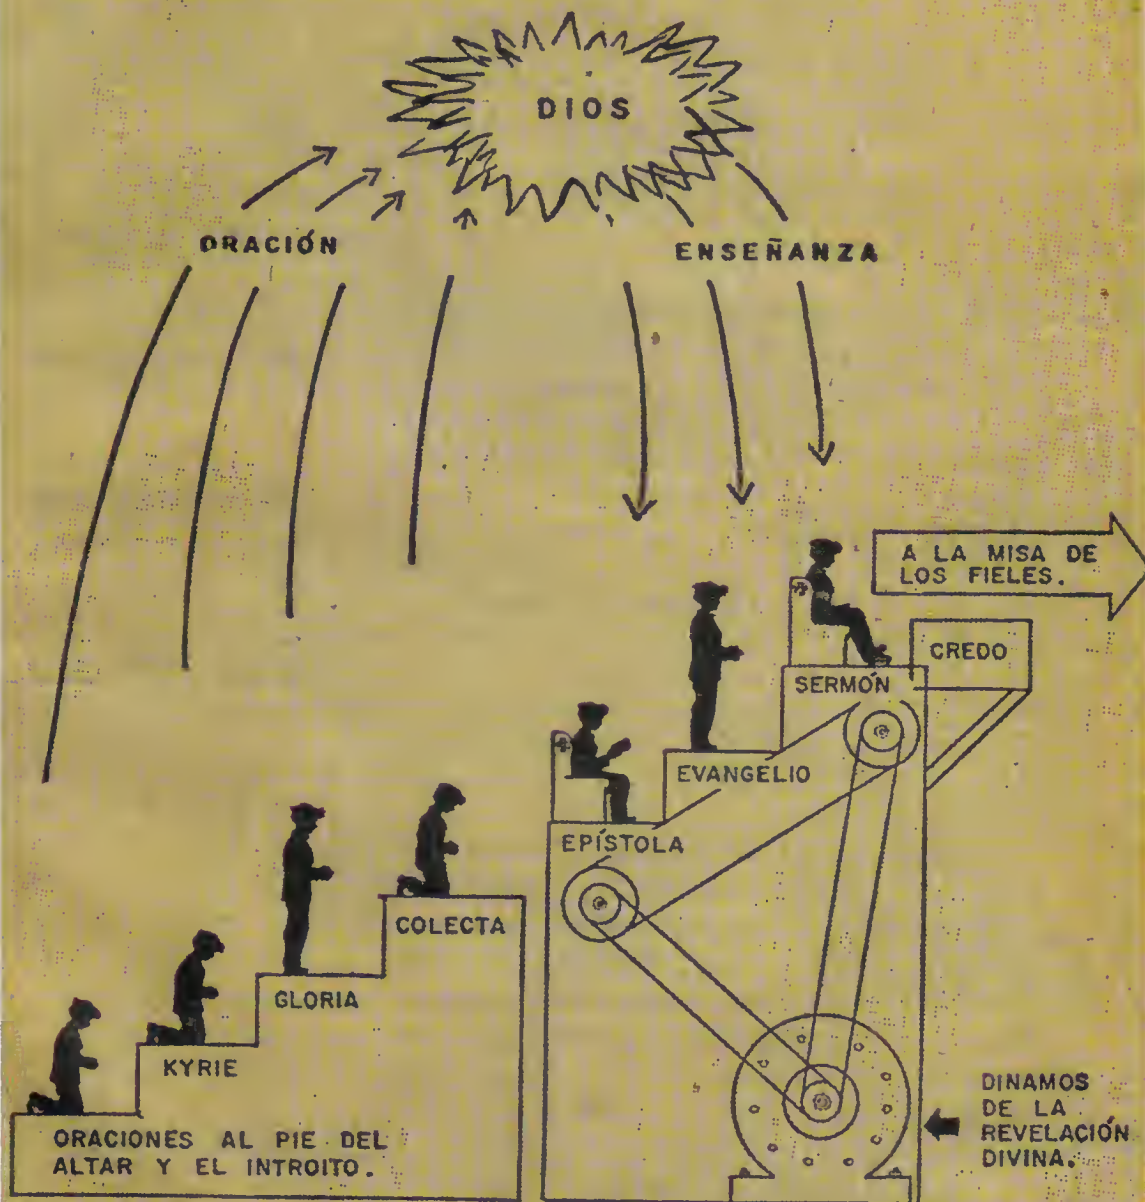 DIOS
ORACIÓN
ENSEÑANZA
A LA MISA DE
LOS FIELES.
CREDO
SERMÓN
EVANGELIO
EPÍSTOLA
COLECTA
GLORIA
KYRIE
ORACIONES AL PIE DEL
ALTAR Y EL INTROITO.
DINAMOS
DE LA
REVELACIÓN
DIVINA.